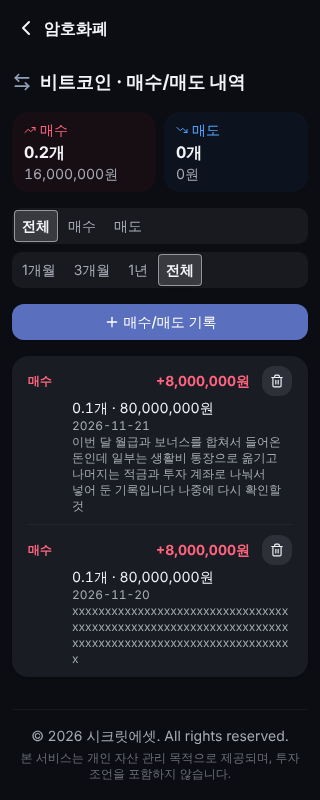 암호화폐
비트코인 · 매수/매도 내역
매수
0.2개
16,000,000원
매도
0개
0원
전체 매수 매도
1개월 3개월 1년 전체
+ 매수/매도 기록
매수 +8,000,000원
0.1개 · 80,000,000원
2026-11-21
이번 달 월급과 보너스를 합쳐서 들어온
돈인데 일부는 생활비 통장으로 옮기고
나머지는 적금과 투자 계좌로 나눠서
넣어 둔 기록입니다 나중에 다시 확인할
것
매수 +8,000,000원
0.1개 · 80,000,000원
2026-11-20
xxxxxxxxxxxxxxxxxxxxxxxxxxxxxxxxx
xxxxxxxxxxxxxxxxxxxxxxxxxxxxxxxxx
xxxxxxxxxxxxxxxxxxxxxxxxxxxxxxxxx
x
© 2026 시크릿에셋. All rights reserved.
본 서비스는 개인 자산 관리 목적으로 제공되며, 투자
조언을 포함하지 않습니다.